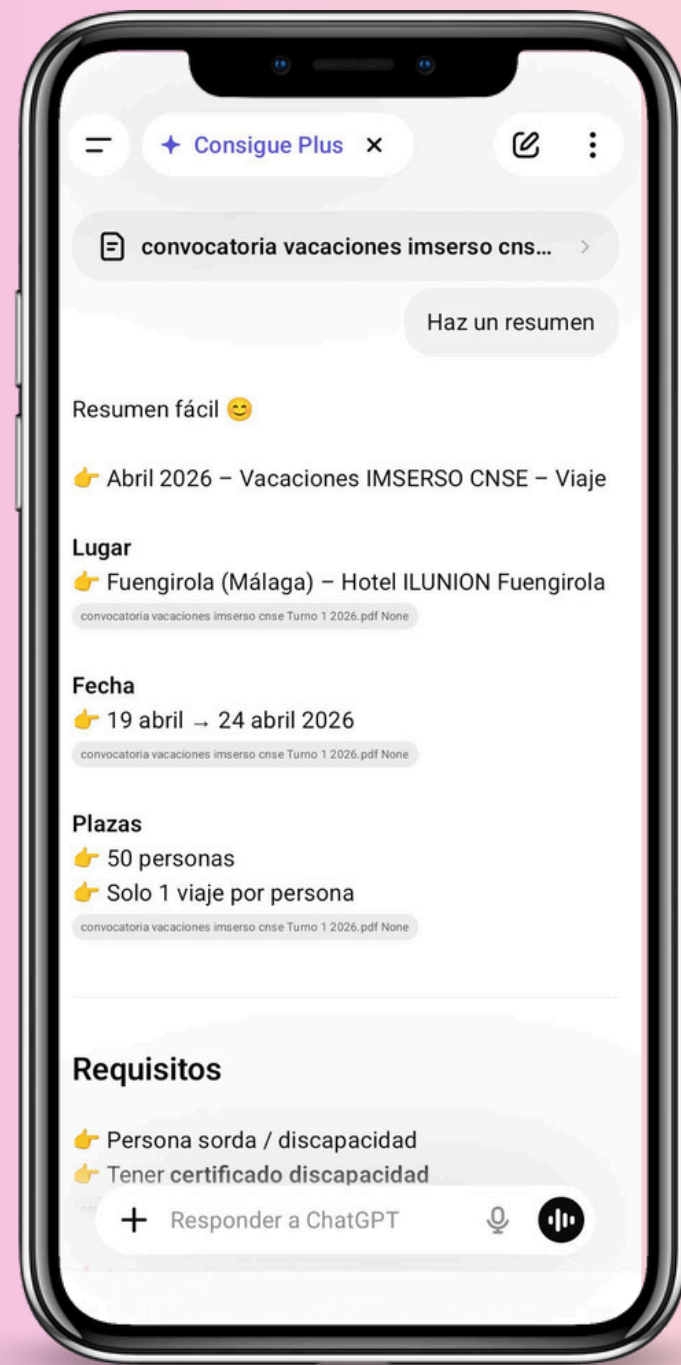 Consigue Plus
convocatoria vacaciones imserso cns...
Haz un resumen
Resumen fácil 😊
👉 Abril 2026 – Vacaciones IMSERSO CNSE – Viaje
Lugar
👉 Fuengirola (Málaga) – Hotel ILUNION Fuengirola
convocatoria vacaciones imserso cnse Turno 1 2026.pdf None
Fecha
👉 19 abril → 24 abril 2026
convocatoria vacaciones imserso cnse Turno 1 2026.pdf None
Plazas
👉 50 personas
👉 Solo 1 viaje por persona
convocatoria vacaciones imserso cnse Turno 1 2026.pdf None
Requisitos
👉 Persona sorda / discapacidad
👉 Tener certificado discapacidad
Responder a ChatGPT